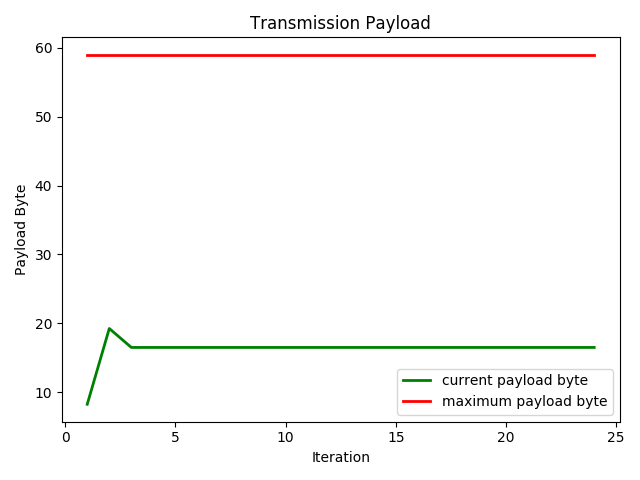 Transmission Payload
60
50
40
30
20
10
Payload Byte
current payload byte
maximum payload byte
0 5 10 15 20 25
Iteration